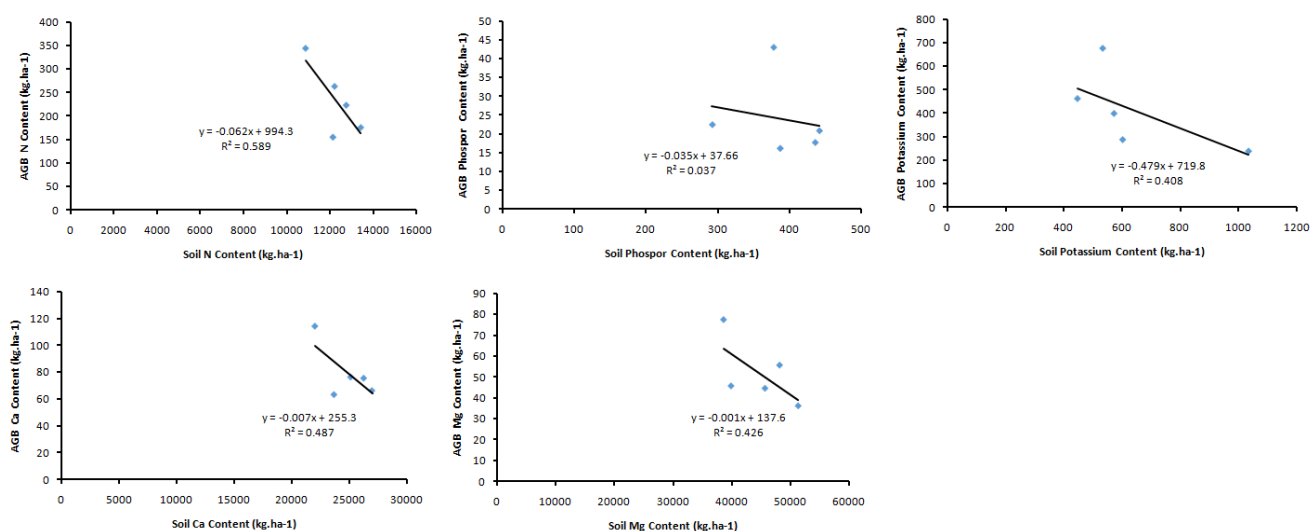 400
350
300
250
200
150
100
50
0
AGB N Content (kg.ha-1)
y = -0.062x + 994.3
R² = 0.589
0 2000 4000 6000 8000 10000 12000 14000 16000
Soil N Content (kg.ha-1)
50
45
40
35
30
25
20
15
10
5
0
AGB Phospor Content (kg.ha-1)
y = -0.035x + 37.66
R² = 0.037
0 100 200 300 400 500
Soil Phospor Content (kg.ha-1)
800
700
600
500
400
300
200
100
0
AGB Potassium Content (kg.ha-1)
y = -0.479x + 719.8
R² = 0.408
0 200 400 600 800 1000 1200
Soil Potassium Content (kg.ha-1)
140
120
100
80
60
40
20
0
AGB Ca Content (kg.ha-1)
y = -0.007x + 255.3
R² = 0.487
0 5000 10000 15000 20000 25000 30000
Soil Ca Content (kg.ha-1)
90
80
70
60
50
40
30
20
10
0
AGB Mg Content (kg.ha-1)
y = -0.001x + 137.6
R² = 0.426
0 10000 20000 30000 40000 50000 60000
Soil Mg Content (kg.ha-1)